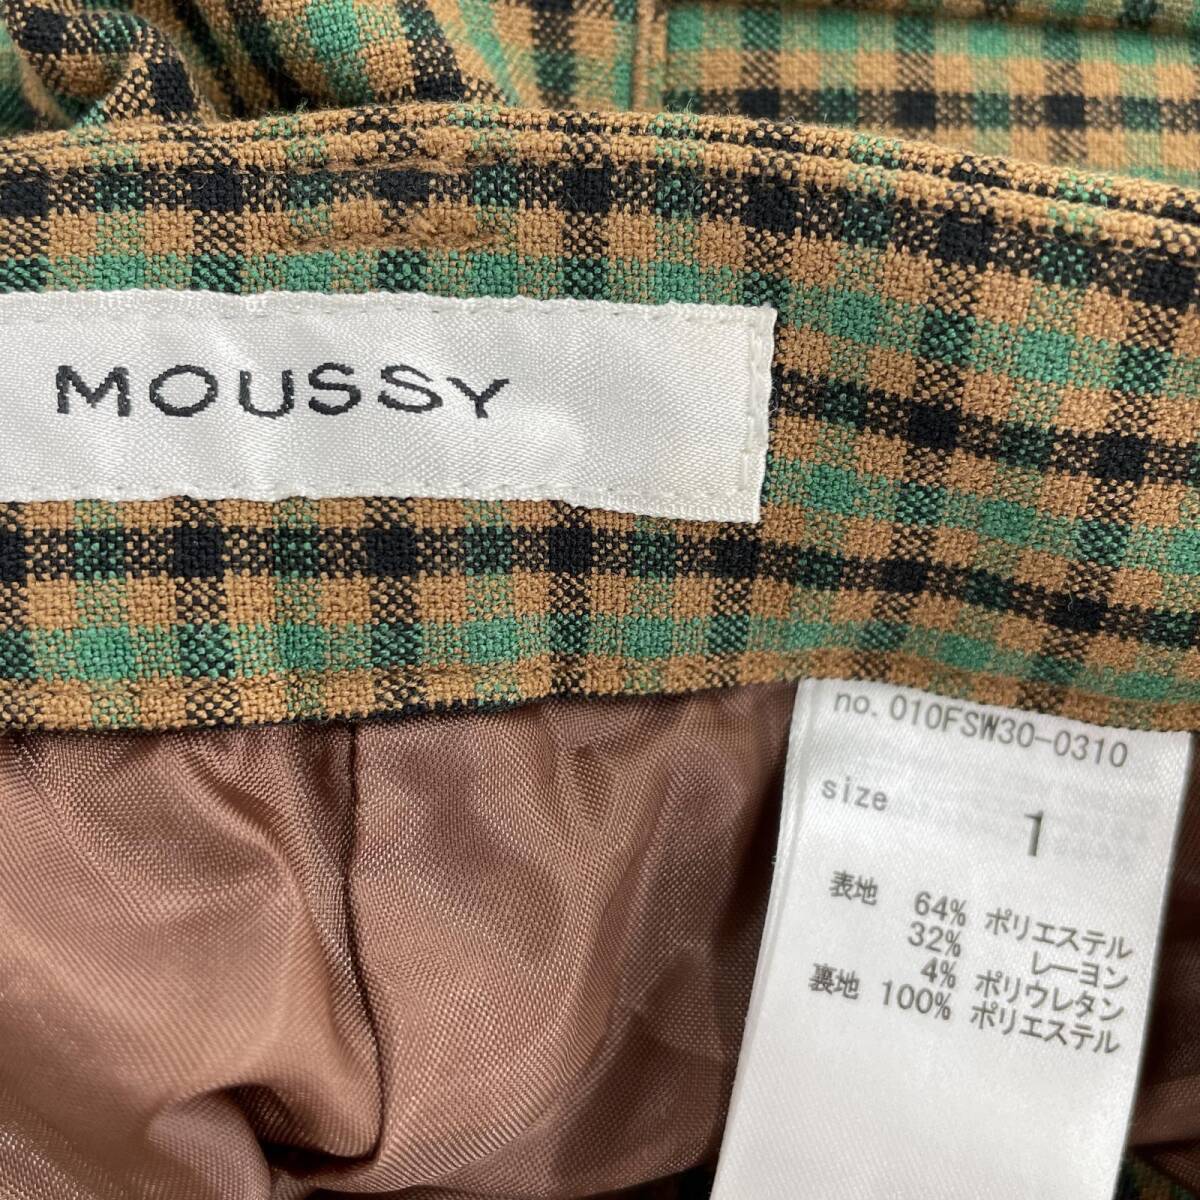 MOUSSY
no.010FSW30-0310
size
1
表地 64% ポリエステル
32% レーヨン
4% ポリウレタン
裏地 100% ポリエステル